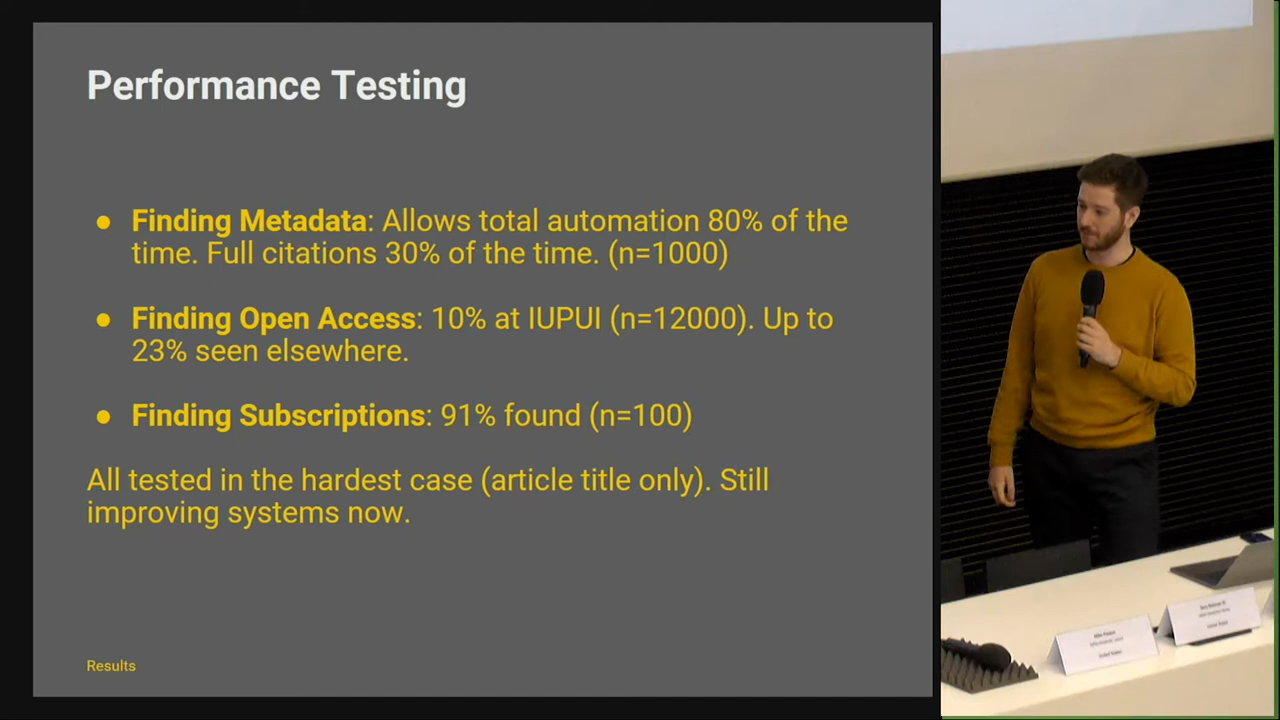 Performance Testing
● Finding Metadata: Allows total automation 80% of the
time. Full citations 30% of the time. (n=1000)
● Finding Open Access: 10% at IUPUI (n=12000). Up to
23% seen elsewhere.
● Finding Subscriptions: 91% found (n=100)
All tested in the hardest case (article title only). Still
improving systems now.
Results
United States